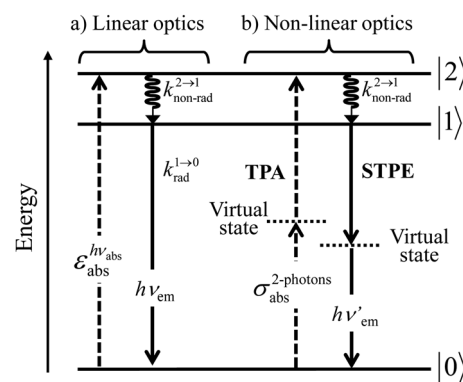 a) Linear optics
b) Non-linear optics
|2⟩
k_non-rad^2→1
k_non-rad^2→1
|1⟩
k_rad^1→0
TPA
STPE
Energy
Virtual
state
Virtual
state
ε_abs^hν_abs
hν_em
σ_abs^2-photons
hν'_em
|0⟩